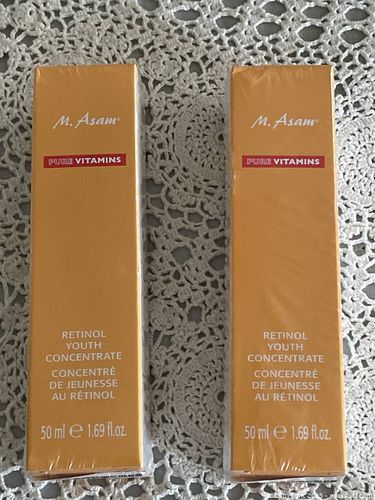 M. Asam®
PURE VITAMINS
RETINOL
YOUTH
CONCENTRATE
CONCENTRÉ
DE JEUNESSE
AU RÉTINOL
50 ml ℮ 1.69 fl.oz.
M. Asam®
PURE VITAMINS
RETINOL
YOUTH
CONCENTRATE
CONCENTRÉ
DE JEUNESSE
AU RÉTINOL
50 ml ℮ 1.69 fl.oz.